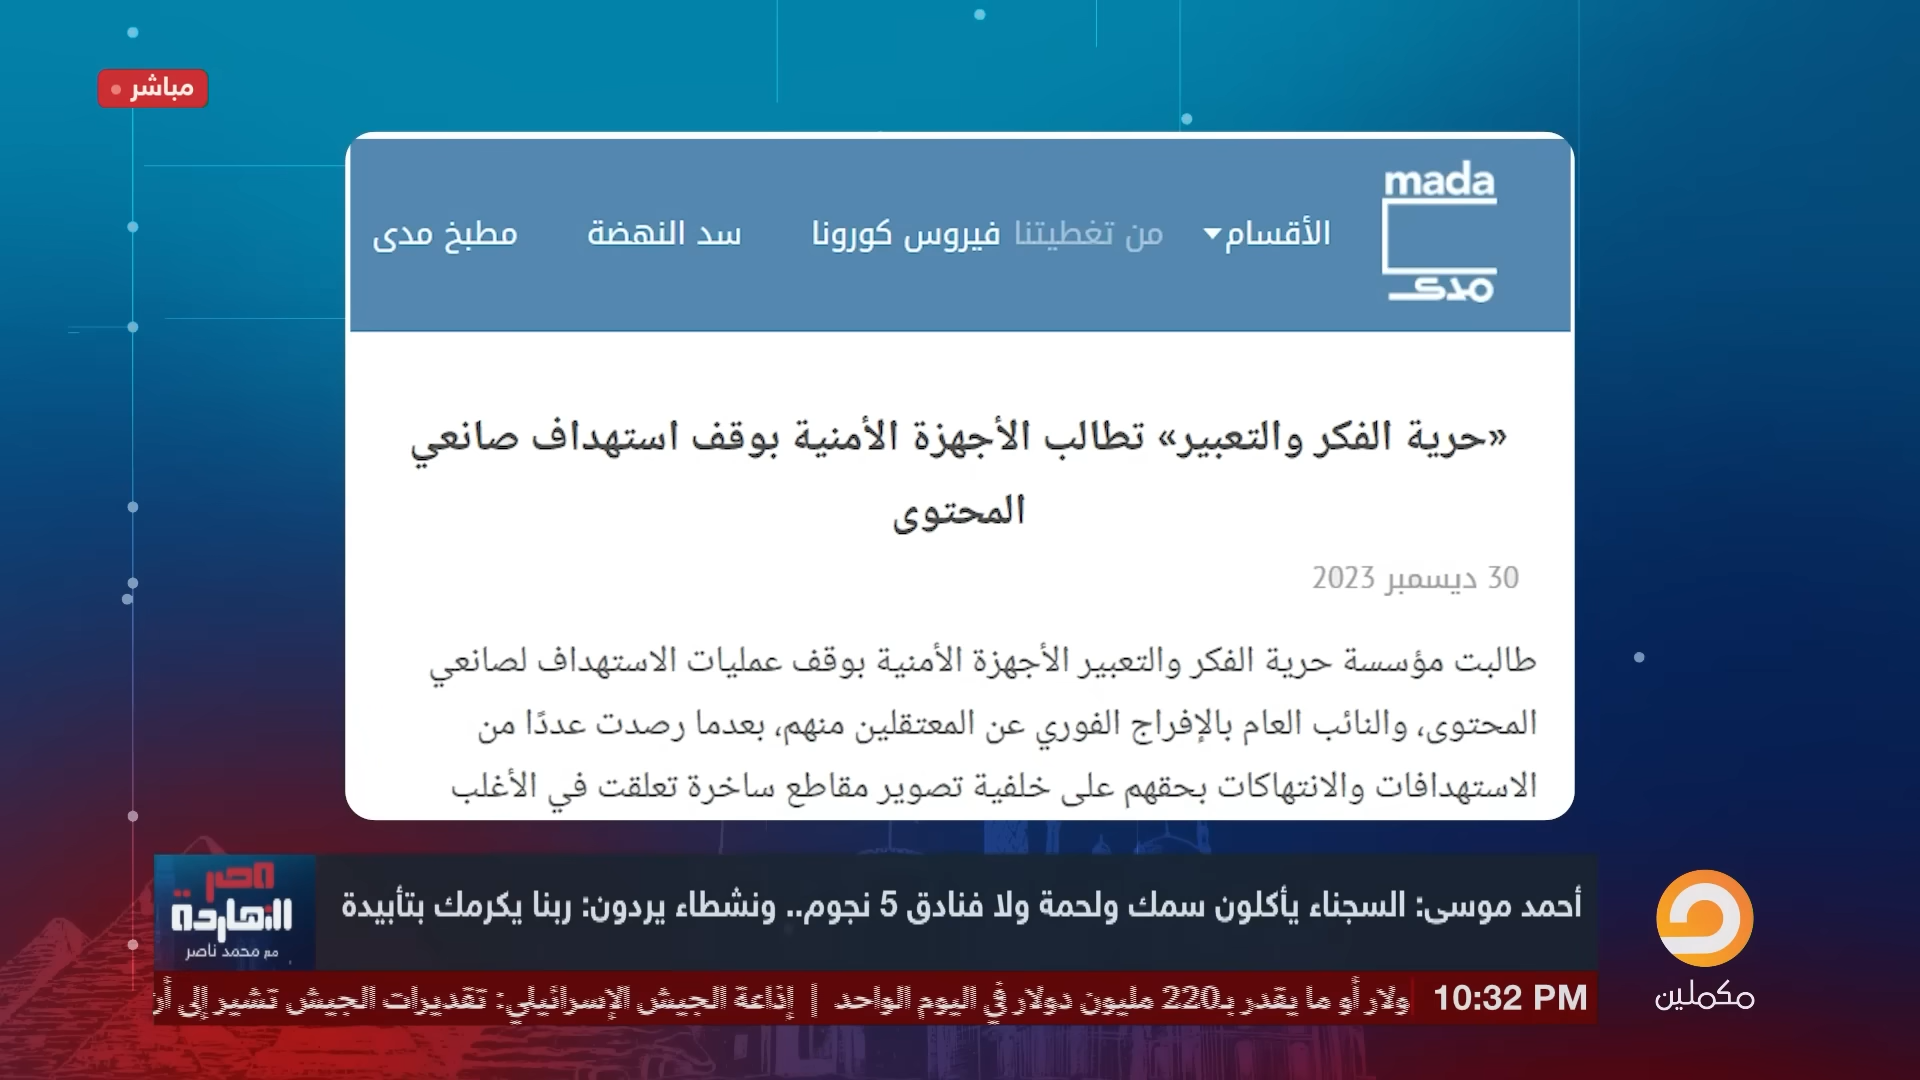 مباشر
mada
مدى
الأقسام
من تغطيتنا
فيروس كورونا
سد النهضة
مطبخ مدى
«حرية الفكر والتعبير» تطالب الأجهزة الأمنية بوقف استهداف صانعي
المحتوى
30 ديسمبر 2023
طالبت مؤسسة حرية الفكر والتعبير الأجهزة الأمنية بوقف عمليات الاستهداف لصانعي
المحتوى، والنائب العام بالإفراج الفوري عن المعتقلين منهم، بعدما رصدت عددًا من
الاستهدافات والانتهاكات بحقهم على خلفية تصوير مقاطع ساخرة تعلقت في الأغلب
أحمد موسى: السجناء يأكلون سمك ولحمة ولا فنادق 5 نجوم.. ونشطاء يردون: ربنا يكرمك بتأبيدة
مصر
النهاردة
مع محمد ناصر
10:32 PM
ولار أو ما يقدر بـ220 مليون دولار في اليوم الواحد | إذاعة الجيش الإسرائيلي: تقديرات الجيش تشير إلى أن
مكملين